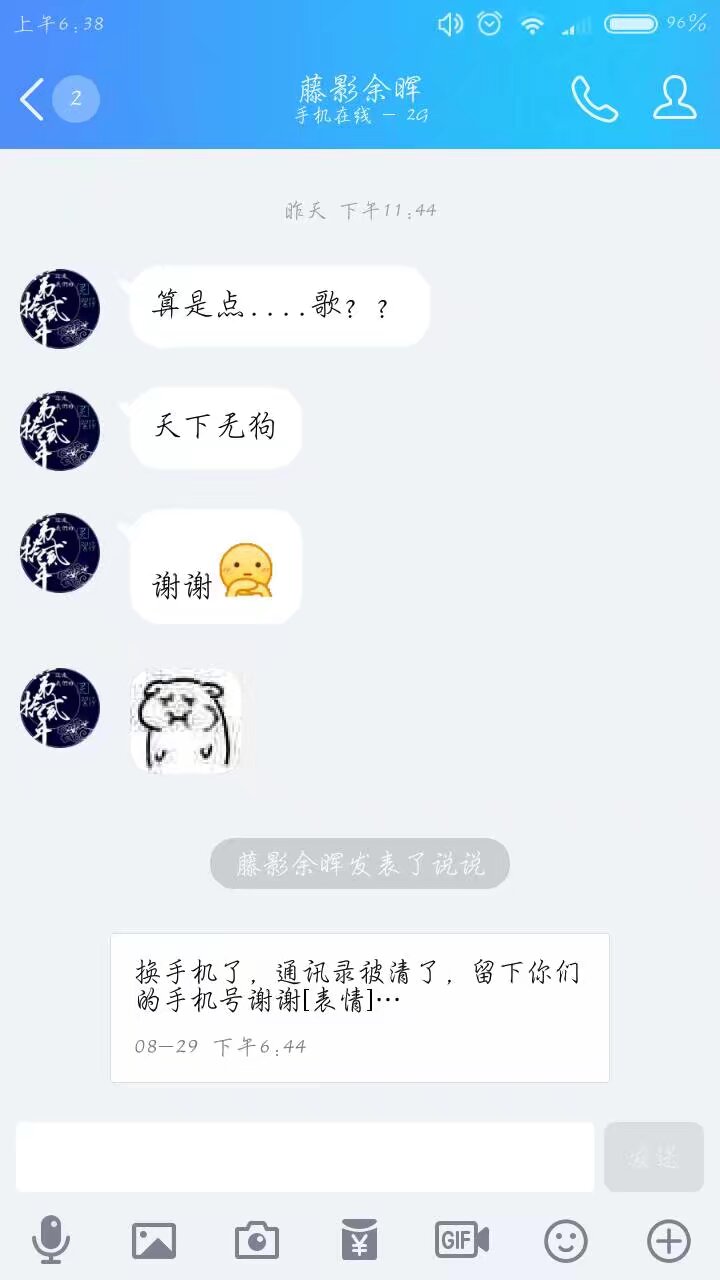 上午6:38
96%
2
藤影余晖
手机在线 - 2G
昨天 下午11:44
算是点....歌？？
天下无狗
谢谢
藤影余晖发表了说说
换手机了，通讯录被清了，留下你们
的手机号谢谢[表情]…
08-29 下午6:44
发送
GIF